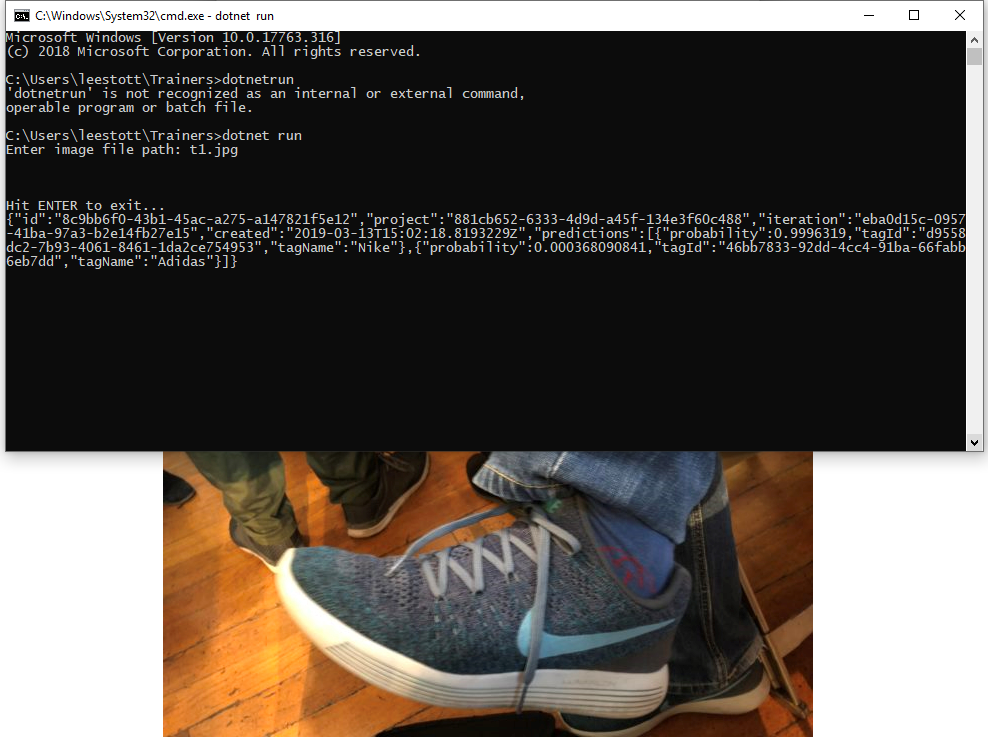 C:\Windows\System32\cmd.exe - dotnet run
Microsoft Windows [Version 10.0.17763.316]
(c) 2018 Microsoft Corporation. All rights reserved.
C:\Users\leestott\Trainers>dotnetrun
'dotnetrun' is not recognized as an internal or external command,
operable program or batch file.
C:\Users\leestott\Trainers>dotnet run
Enter image file path: t1.jpg
Hit ENTER to exit...
{"id":"8c9bb6f0-43b1-45ac-a275-a147821f5e12","project":"881cb652-6333-4d9d-a45f-134e3f60c488","iteration":"eba0d15c-0957
-41ba-97a3-b2e14fb27e15","created":"2019-03-13T15:02:18.8193229Z","predictions":[{"probability":0.9996319,"tagId":"d9558
dc2-7b93-4061-8461-1da2ce754953","tagName":"Nike"},{"probability":0.000368090841,"tagId":"46bb7833-92dd-4cc4-91ba-66fabb
6eb7dd","tagName":"Adidas"}]}